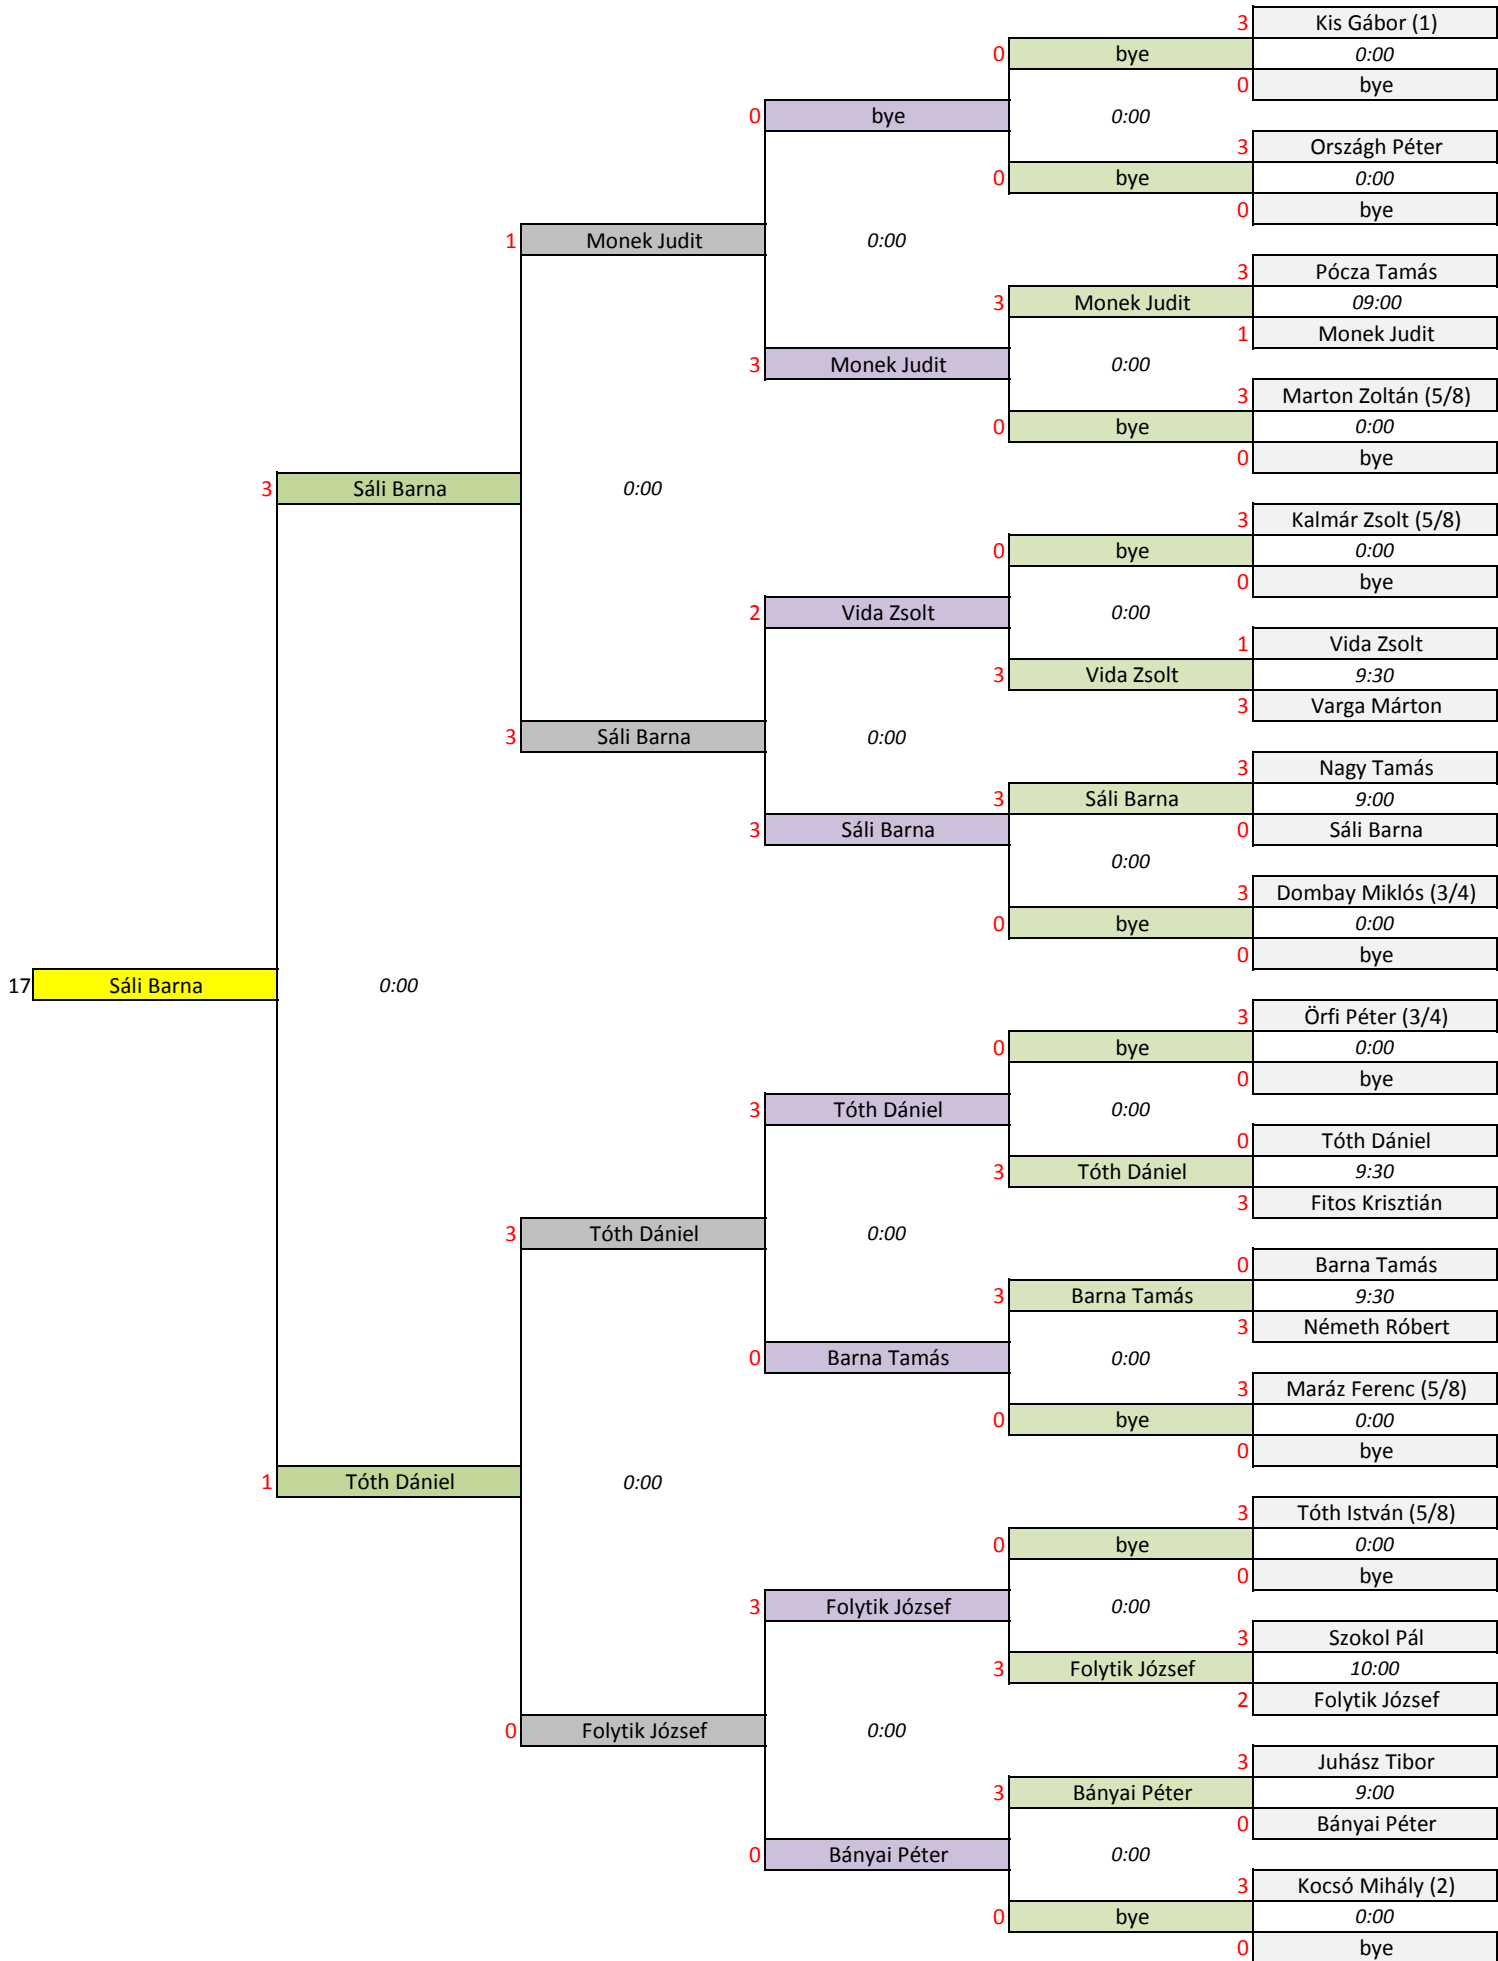 3 Kis Gábor (1)
0 bye 0:00
0 bye
0 bye 0:00
3 Országh Péter
0 bye 0:00
0 bye
1 Monek Judit 0:00
3 Pócza Tamás
3 Monek Judit 09:00
1 Monek Judit
3 Monek Judit 0:00
3 Marton Zoltán (5/8)
0 bye 0:00
0 bye
3 Sáli Barna 0:00
3 Kalmár Zsolt (5/8)
0 bye 0:00
0 bye
2 Vida Zsolt 0:00
1 Vida Zsolt
3 Vida Zsolt 9:30
3 Varga Márton
3 Sáli Barna 0:00
3 Nagy Tamás
3 Sáli Barna 9:00
3 Sáli Barna 0 Sáli Barna
0:00
3 Dombay Miklós (3/4)
0 bye 0:00
0 bye
17 Sáli Barna 0:00
3 Örfi Péter (3/4)
0 bye 0:00
0 bye
3 Tóth Dániel 0:00
0 Tóth Dániel
3 Tóth Dániel 9:30
3 Fitos Krisztián
3 Tóth Dániel 0:00
0 Barna Tamás
3 Barna Tamás 9:30
3 Németh Róbert
0 Barna Tamás 0:00
3 Maráz Ferenc (5/8)
0 bye 0:00
0 bye
1 Tóth Dániel 0:00
3 Tóth István (5/8)
0 bye 0:00
0 bye
3 Folytik József 0:00
3 Szokol Pál
3 Folytik József 10:00
2 Folytik József
0 Folytik József 0:00
3 Juhász Tibor
3 Bányai Péter 9:00
0 Bányai Péter
0 Bányai Péter 0:00
3 Kocsó Mihály (2)
0 bye 0:00
0 bye